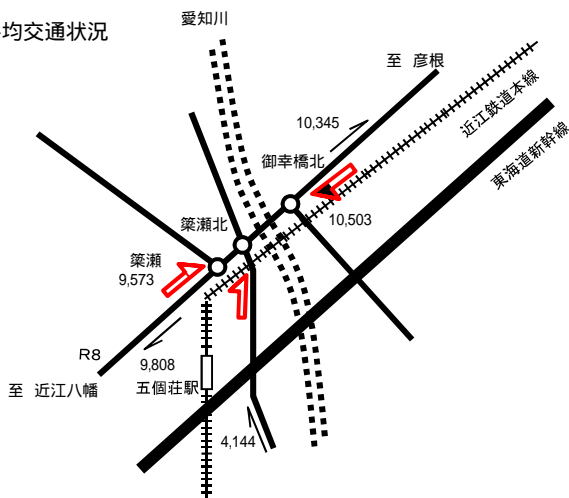 均交通状況
愛知川
至 彦根
10,345
近江鉄道本線
東海道新幹線
御幸橋北
10,503
簗瀬北
簗瀬
9,573
R8
9,808
至 近江八幡
五個荘駅
4,144